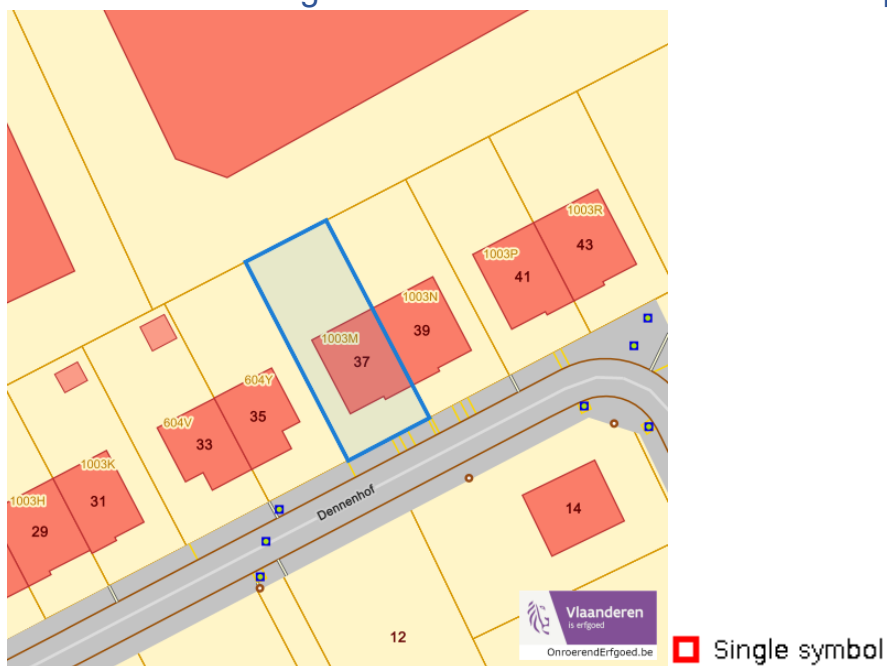 1003R
43
1003P
41
1003N
39
1003M
37
604Y
35
604V
33
1003K
31
1003H
29
Dennenhof
14
12
Vlaanderen
is erfgoed
OnroerendErfgoed.be
Single symbol